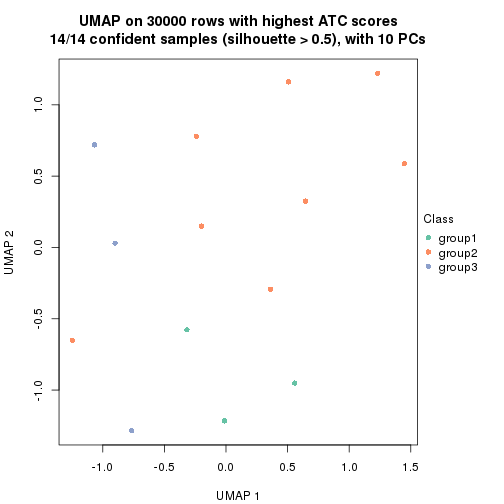 UMAP on 30000 rows with highest ATC scores
14/14 confident samples (silhouette > 0.5), with 10 PCs
1.0
0.5
0.0
-0.5
-1.0
UMAP 2
Class
group1
group2
group3
-1.0 -0.5 0.0 0.5 1.0 1.5
UMAP 1